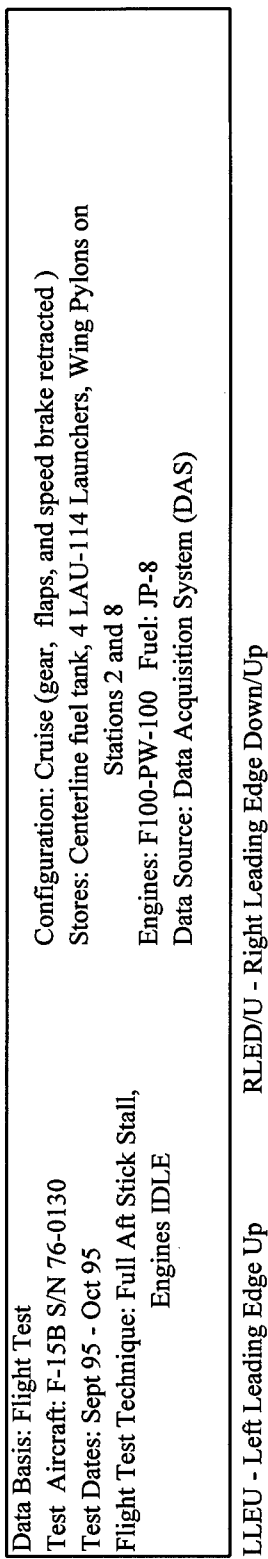 Data Basis: Flight Test
Test Aircraft: F-15B S/N 76-0130
Test Dates: Sept 95 - Oct 95
Flight Test Technique: Full Aft Stick Stall,
Engines IDLE
Configuration: Cruise (gear, flaps, and speed brake retracted )
Stores: Centerline fuel tank, 4 LAU-114 Launchers, Wing Pylons on
Stations 2 and 8
Engines: F100-PW-100 Fuel: JP-8
Data Source: Data Acquisition System (DAS)
LLEU - Left Leading Edge Up RLED/U - Right Leading Edge Down/Up